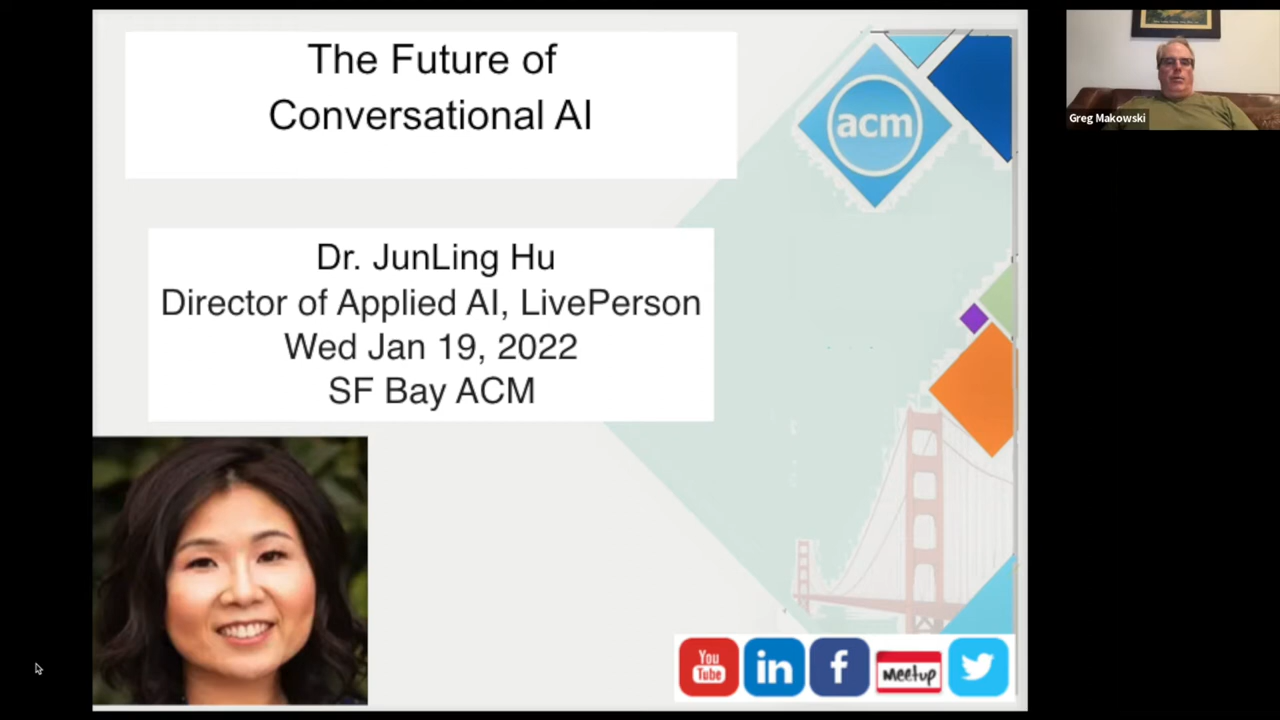 The Future of
Conversational AI
acm
Dr. JunLing Hu
Director of Applied AI, LivePerson
Wed Jan 19, 2022
SF Bay ACM
You
Tube
in
f
meetup
Greg Makowski